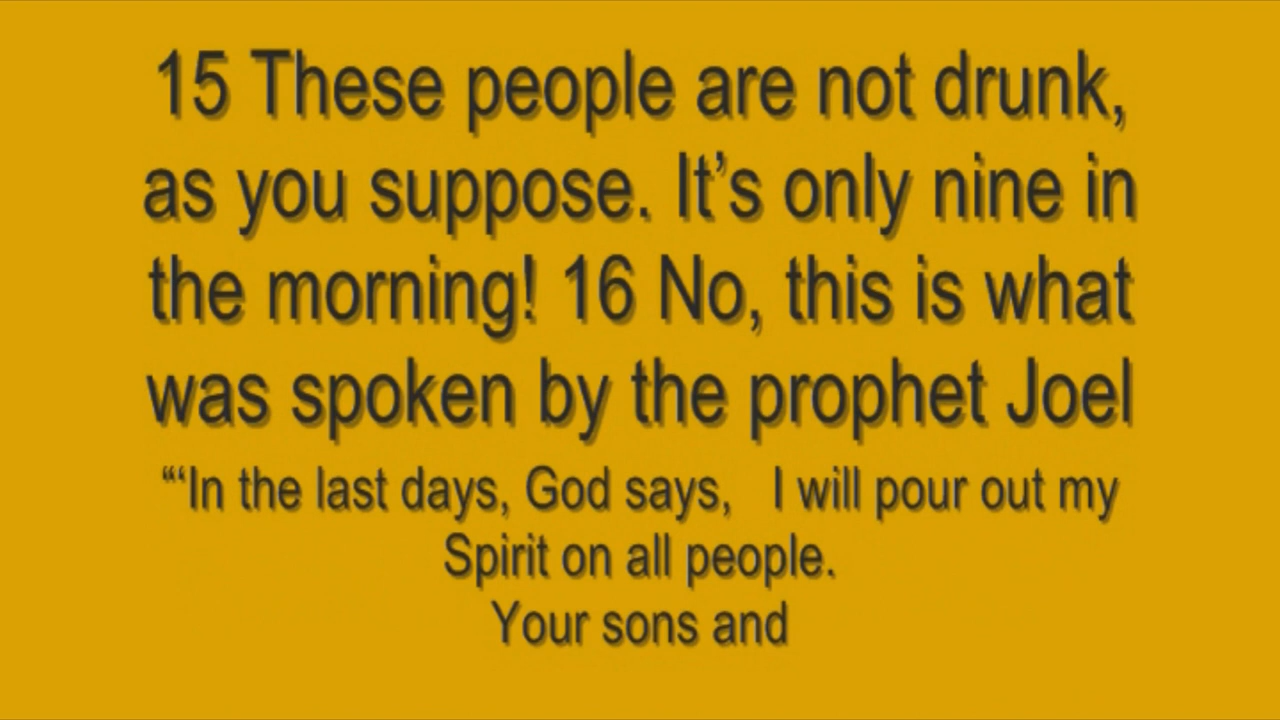 15 These people are not drunk,
as you suppose. It’s only nine in
the morning! 16 No, this is what
was spoken by the prophet Joel
“‘In the last days, God says,   I will pour out my
Spirit on all people.
Your sons and